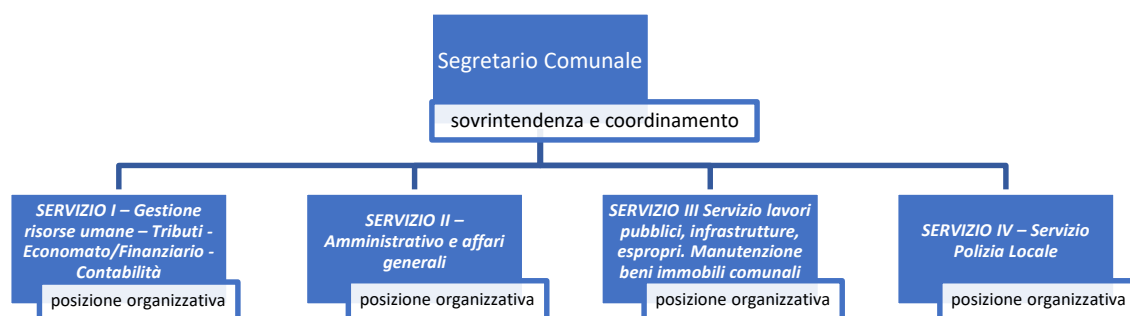 Segretario Comunale
sovrintendenza e coordinamento
SERVIZIO I – Gestione
risorse umane – Tributi -
Economato/Finanziario -
Contabilità
posizione organizzativa
SERVIZIO II –
Amministrativo e affari
generali
posizione organizzativa
SERVIZIO III Servizio lavori
pubblici, infrastrutture,
espropri. Manutenzione
beni immobili comunali
posizione organizzativa
SERVIZIO IV – Servizio
Polizia Locale
posizione organizzativa